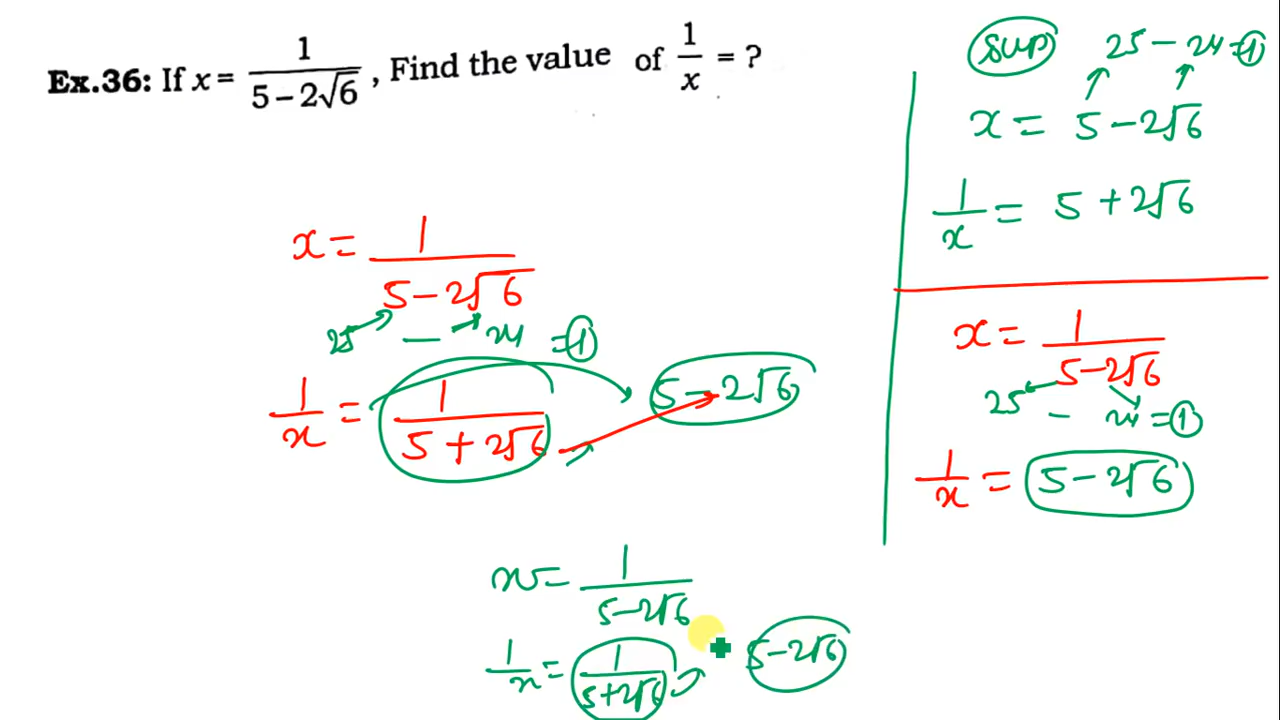 Ex.36: If x = 1/(5 – 2√6), Find the value of 1/x = ?
x = 1/(5 – 2√6)
25 – 24 = 1
1/x = 1/(5 + 2√6) 5 – 2√6
x = 1/(5 – 2√6)
1/x = 1/(5 + 2√6) 5 – 2√6
sup 25 – 24 = 1
x = 5 – 2√6
1/x = 5 + 2√6
x = 1/(5 – 2√6)
25 – 24 = 1
1/x = 5 – 2√6